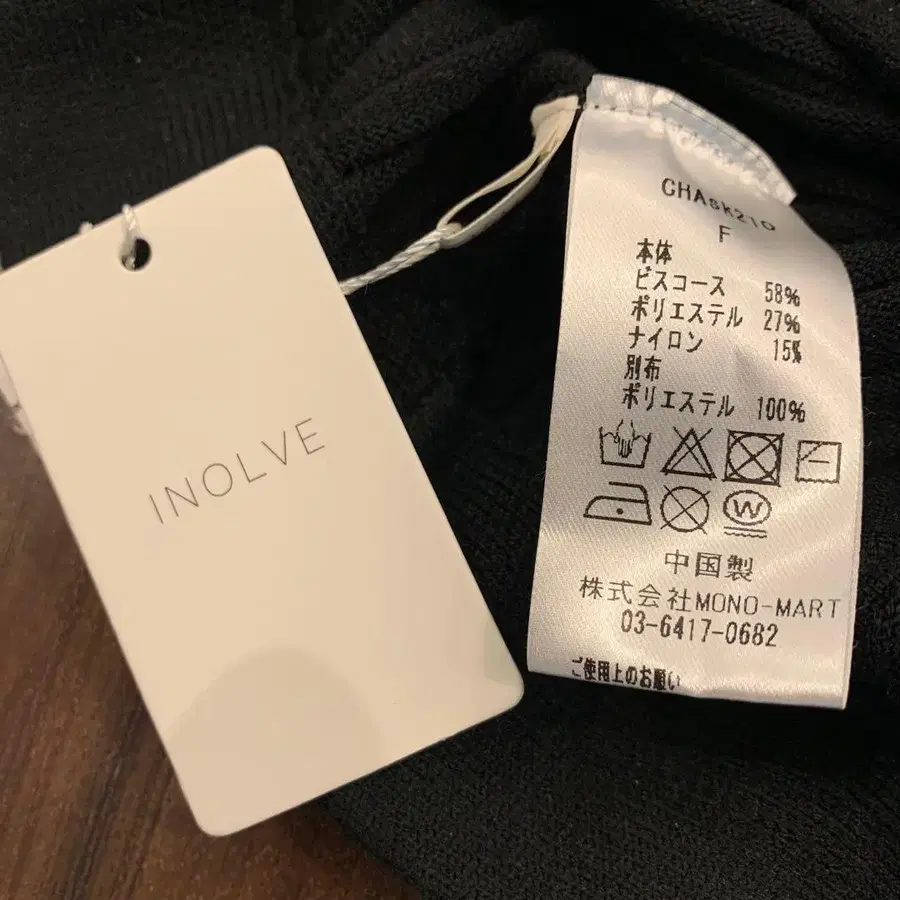 INOLVE
CHASK210
F
本体
ビスコース 58%
ポリエステル 27%
ナイロン 15%
別布
ポリエステル 100%
W
中国製
株式会社MONO-MART
03-6417-0682
ご使用上のお願い